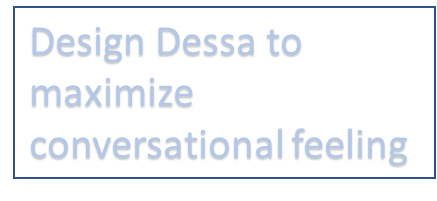 Design Dessa to
maximize
conversational feeling